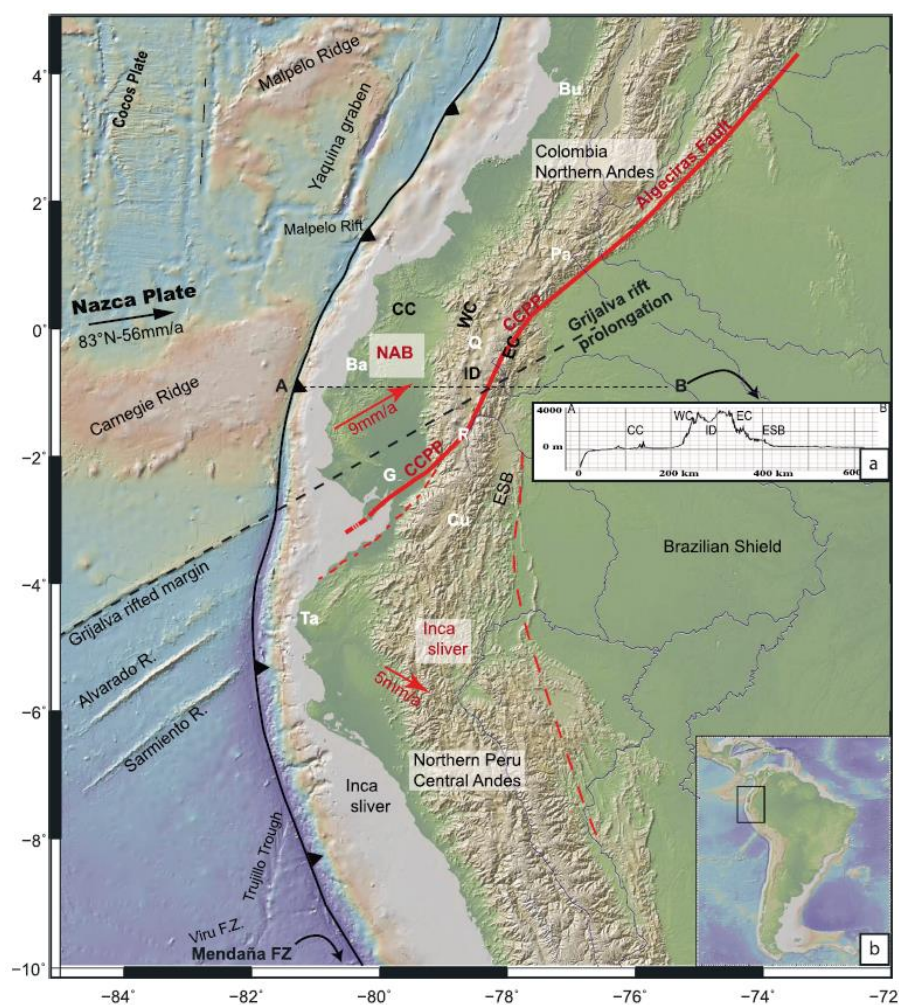 4°
2°
0°
−2°
−4°
−6°
−8°
−10°
Cocos Plate
Malpelo Ridge
Yaquina graben
Malpelo Rift
Bu
Colombia
Northern Andes
Algeciras Fault
Pa
Nazca Plate
83°N-56mm/a
CC
WC
CCPP
Grijalva rift
prolongation
NAB
Q
EC
Ba
ID
A
B
Carnegie Ridge
9mm/a
R
CCPP
G
ESB
Cu
4000
0 m
A
B
WC
EC
CC
ID
ESB
0
200 km
400 km
600
a
Brazilian Shield
Grijalva rifted margin
Ta
Inca
sliver
Alvarado R.
5mm/a
Sarmiento R.
Northern Peru
Central Andes
Inca
sliver
Trujillo Trough
Viru F.Z.
Mendaña FZ
b
−84°
−82°
−80°
−78°
−76°
−74°
−72